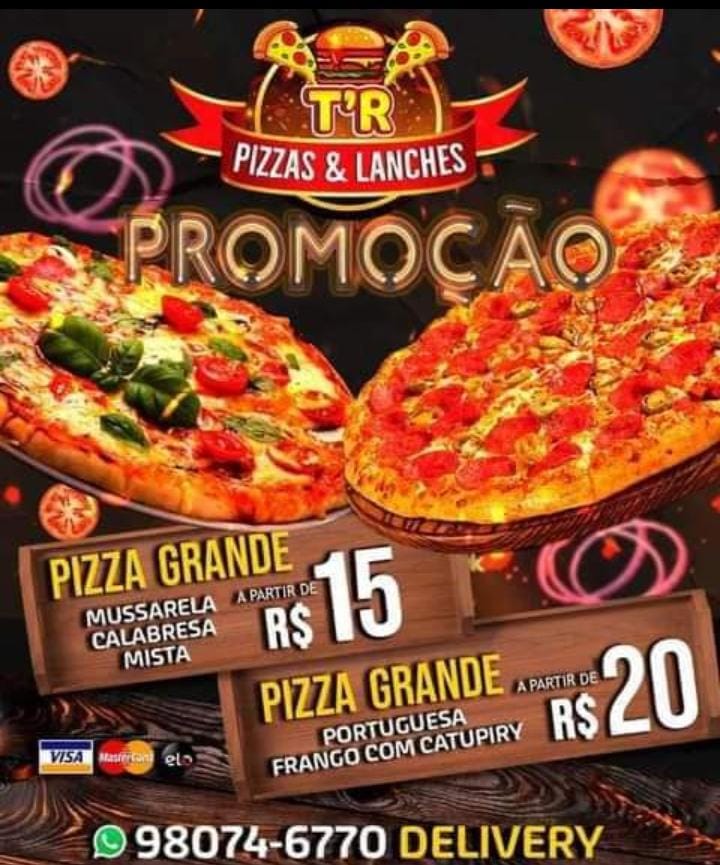 T'R
PIZZAS & LANCHES
PROMOÇÃO
PIZZA GRANDE
MUSSARELA
CALABRESA
MISTA
A PARTIR DE
R$ 15
PIZZA GRANDE
PORTUGUESA
FRANGO COM CATUPIRY
A PARTIR DE
R$ 20
VISA MasterCard elo
98074-6770 DELIVERY